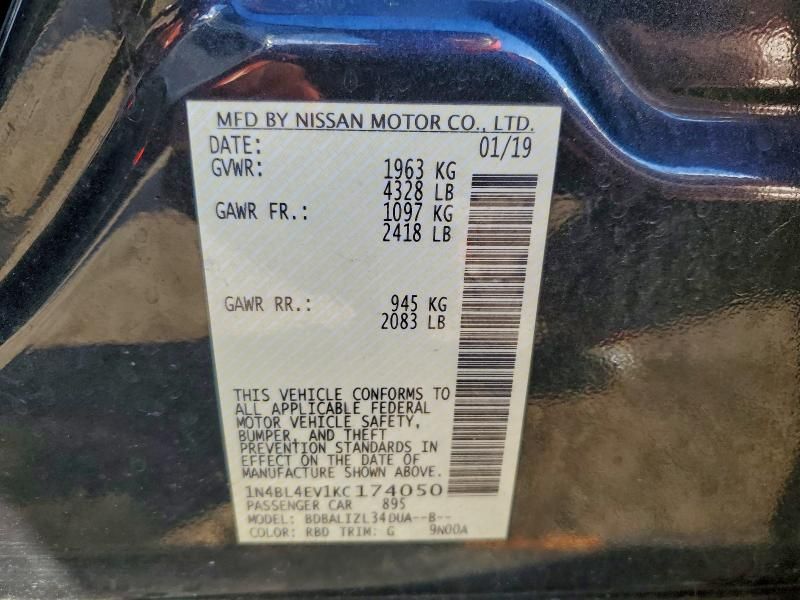 MFD BY NISSAN MOTOR CO., LTD.
DATE: 01/19
GVWR: 1963 KG
4328 LB
GAWR FR.: 1097 KG
2418 LB
GAWR RR.: 945 KG
2083 LB
THIS VEHICLE CONFORMS TO
ALL APPLICABLE FEDERAL
MOTOR VEHICLE SAFETY,
BUMPER, AND THEFT
PREVENTION STANDARDS IN
EFFECT ON THE DATE OF
MANUFACTURE SHOWN ABOVE.
1N4BL4EV1KC174050
PASSENGER CAR 895
MODEL: BDBALIZL34DUA--B--
COLOR: RBD TRIM: G 9N00A